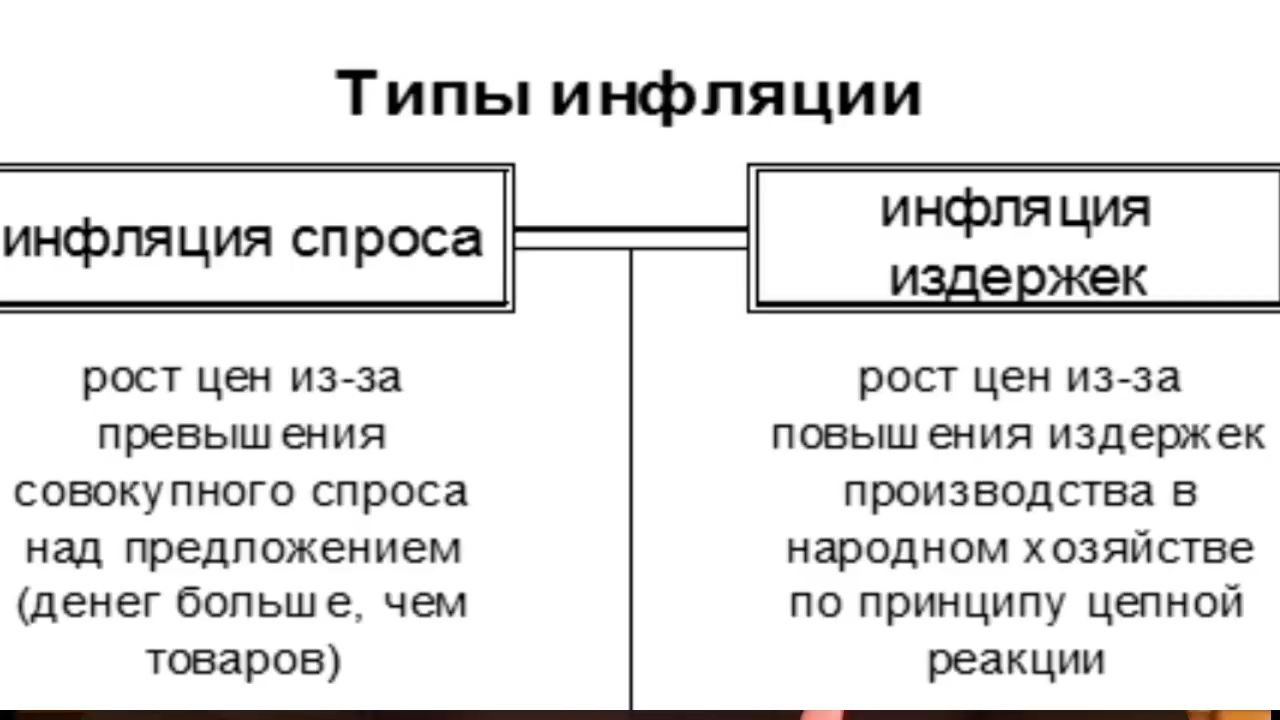 Типы инфляции
инфляция спроса
инфляция
издержек
рост цен из-за
превышения
совокупного спроса
над предложением
(денег больше, чем
товаров)
рост цен из-за
повышения издержек
производства в
народном хозяйстве
по принципу цепной
реакции